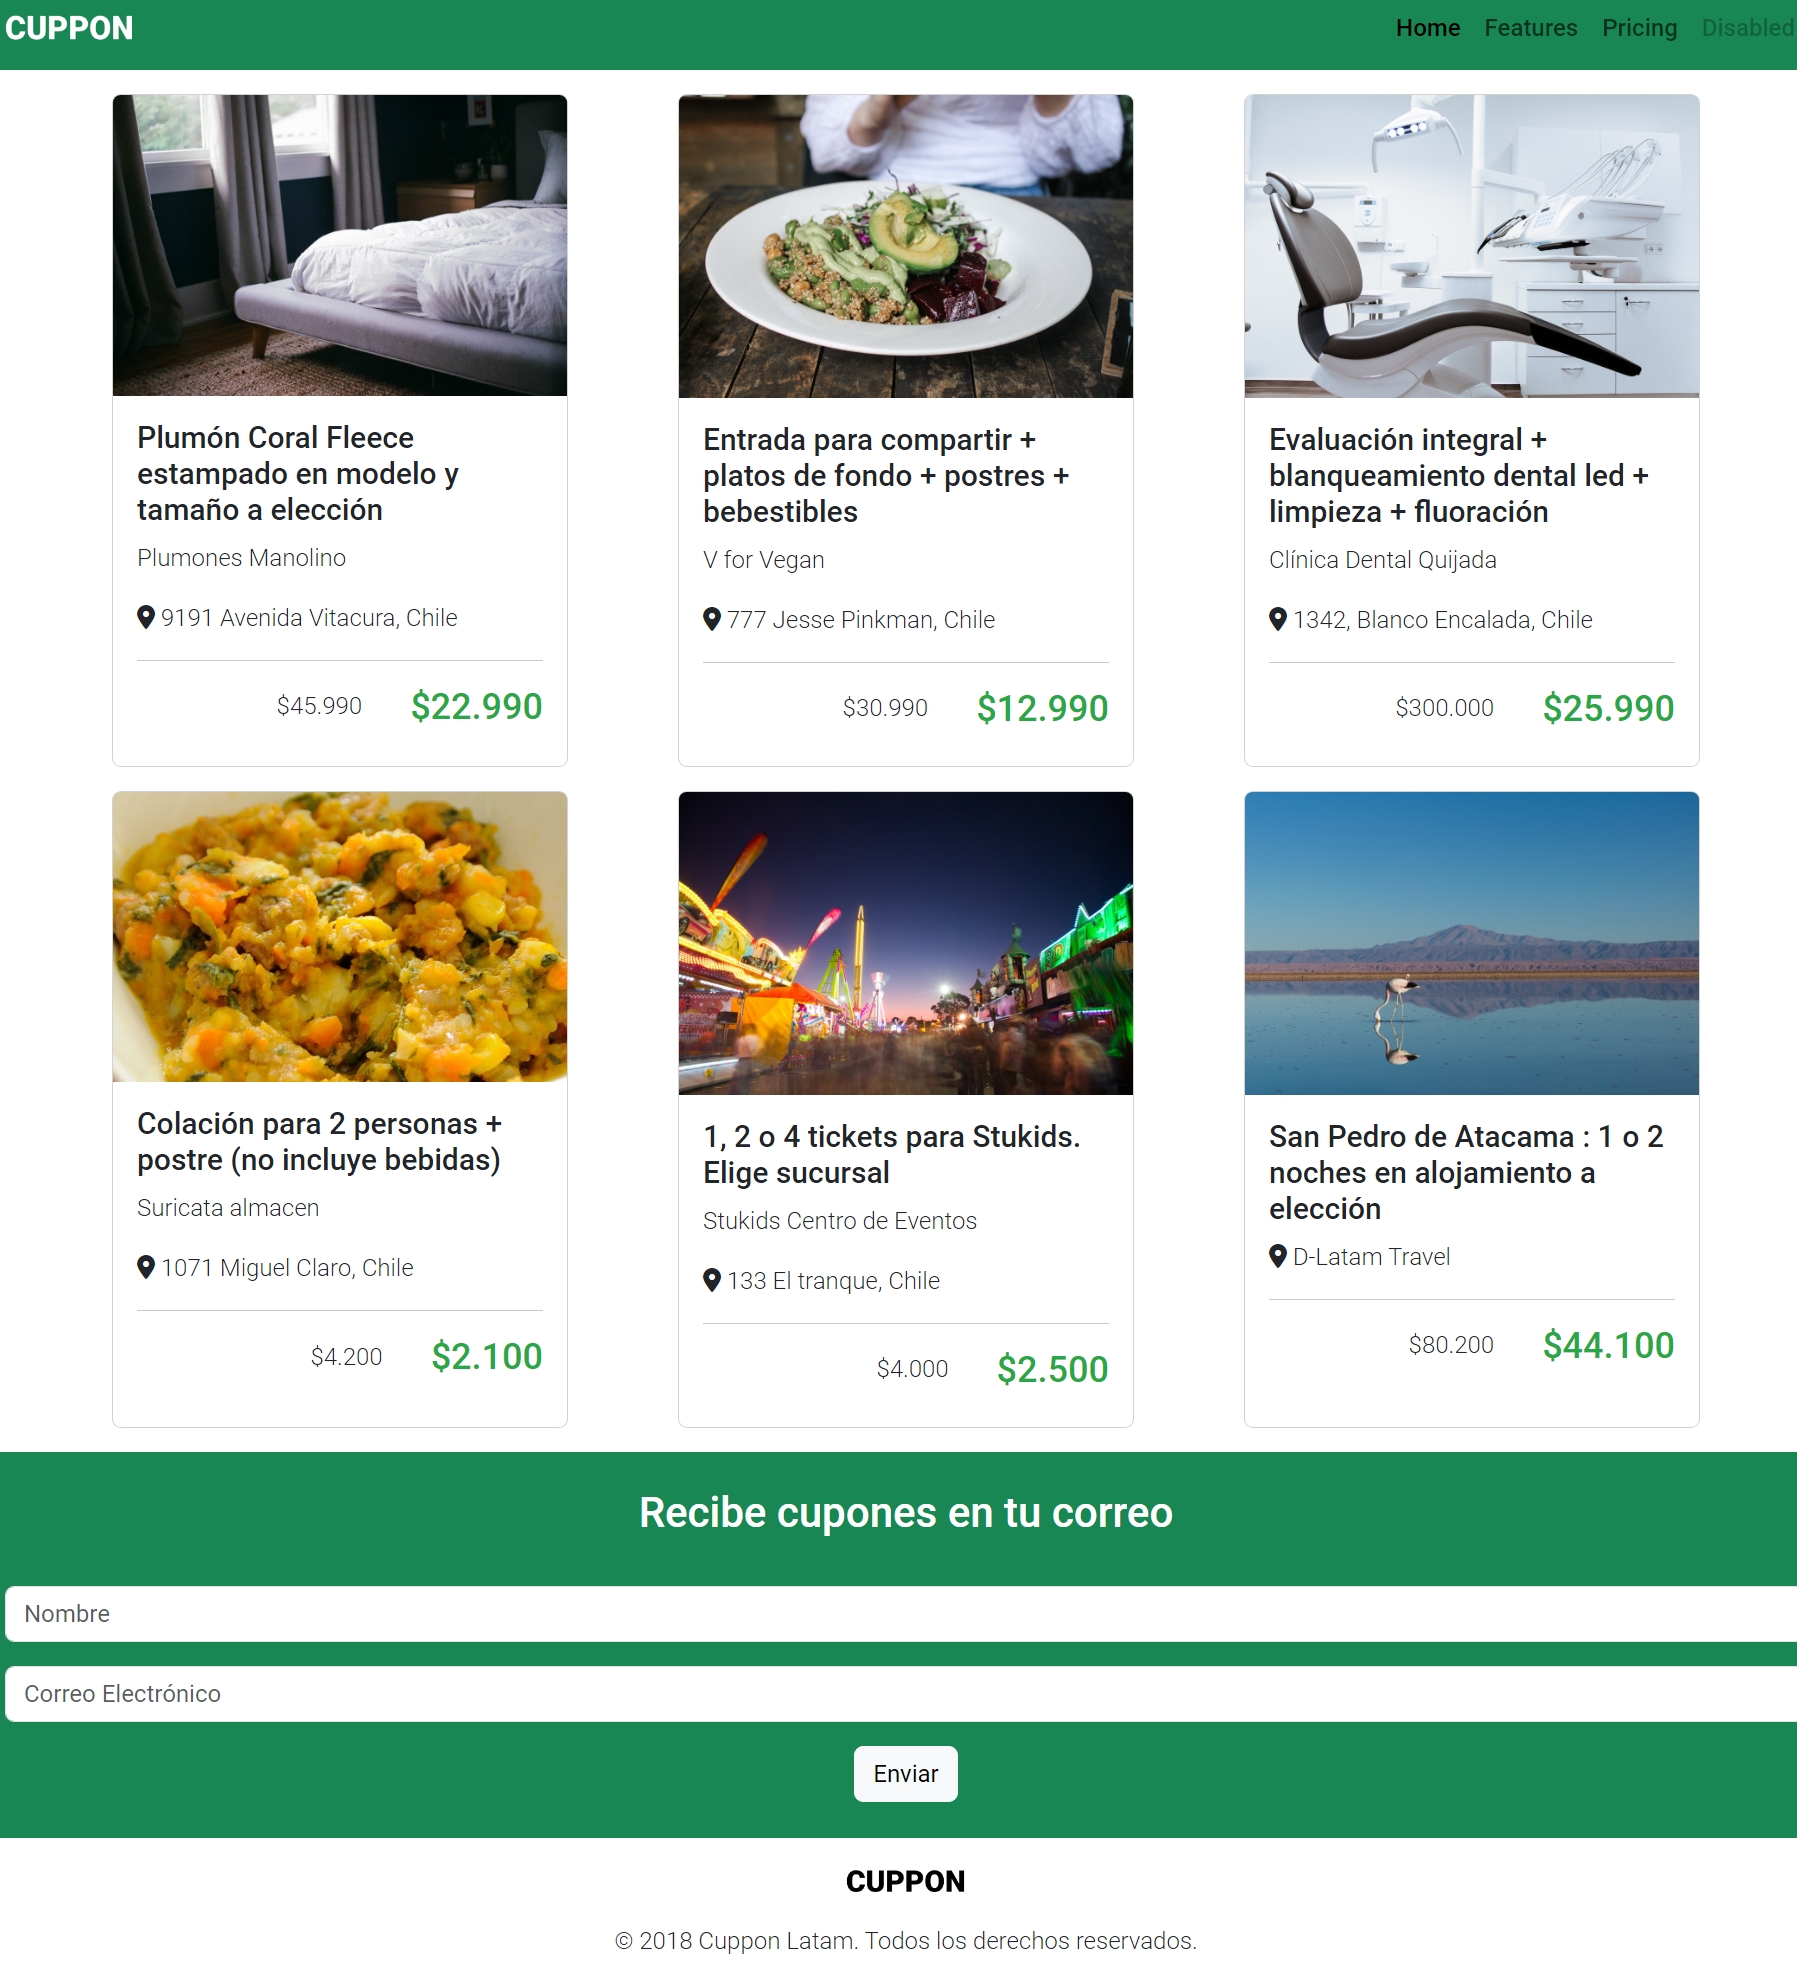 CUPPON
Home Features Pricing Disabled
Plumón Coral Fleece
estampado en modelo y
tamaño a elección
Plumones Manolino
9191 Avenida Vitacura, Chile
$45.990 $22.990
Entrada para compartir +
platos de fondo + postres +
bebestibles
V for Vegan
777 Jesse Pinkman, Chile
$30.990 $12.990
Evaluación integral +
blanqueamiento dental led +
limpieza + fluoración
Clínica Dental Quijada
1342, Blanco Encalada, Chile
$300.000 $25.990
Colación para 2 personas +
postre (no incluye bebidas)
Suricata almacen
1071 Miguel Claro, Chile
$4.200 $2.100
1, 2 o 4 tickets para Stukids.
Elige sucursal
Stukids Centro de Eventos
133 El tranque, Chile
$4.000 $2.500
San Pedro de Atacama : 1 o 2
noches en alojamiento a
elección
D-Latam Travel
$80.200 $44.100
Recibe cupones en tu correo
Nombre
Correo Electrónico
Enviar
CUPPON
© 2018 Cuppon Latam. Todos los derechos reservados.